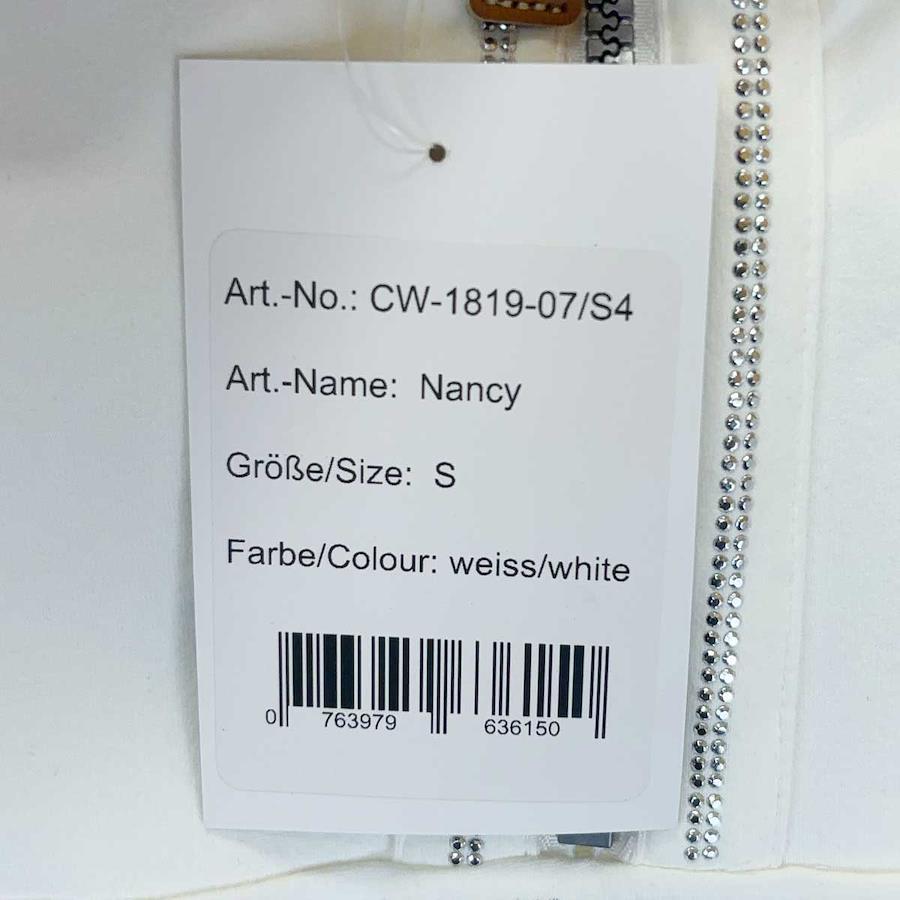 Art.-No.: CW-1819-07/S4
Art.-Name: Nancy
Größe/Size: S
Farbe/Colour: weiss/white
0 763979 636150